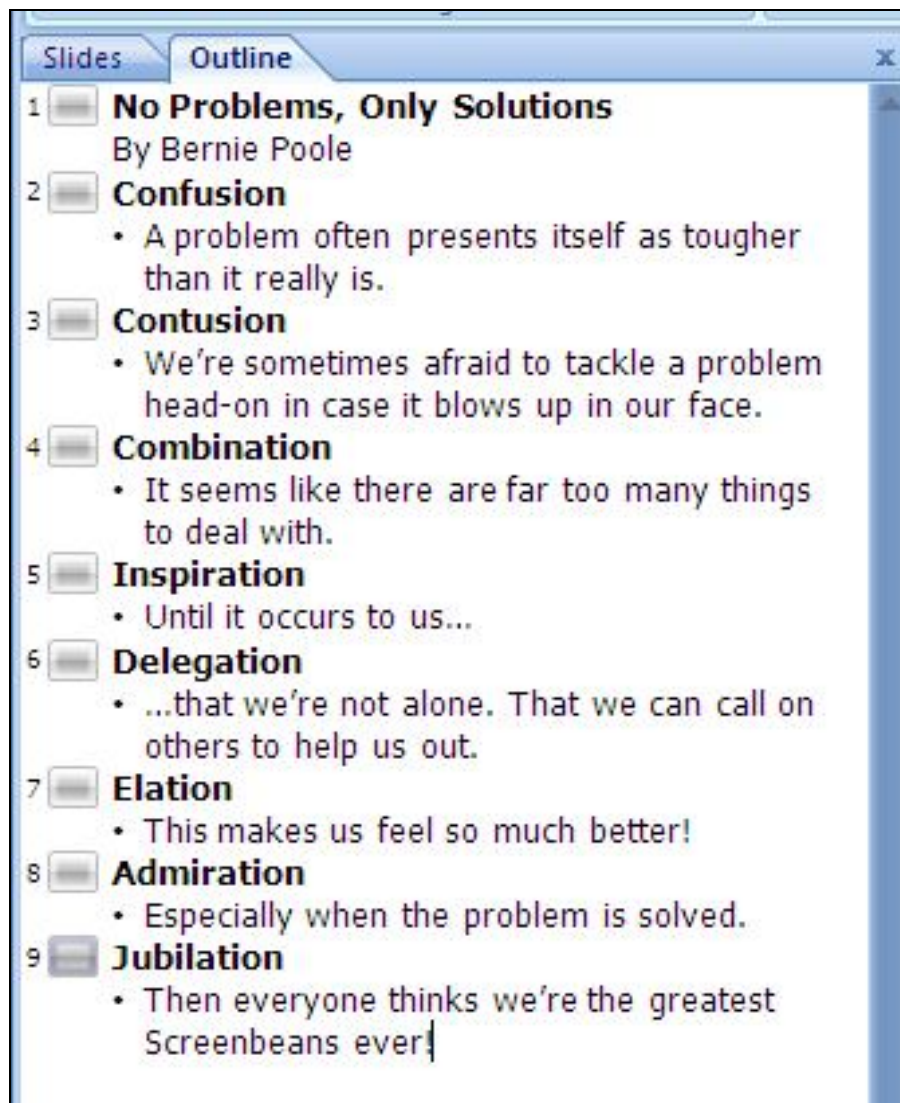 Slides Outline x
1 No Problems, Only Solutions
By Bernie Poole
2 Confusion
• A problem often presents itself as tougher
than it really is.
3 Contusion
• We're sometimes afraid to tackle a problem
head-on in case it blows up in our face.
4 Combination
• It seems like there are far too many things
to deal with.
5 Inspiration
• Until it occurs to us...
6 Delegation
• ...that we're not alone. That we can call on
others to help us out.
7 Elation
• This makes us feel so much better!
8 Admiration
• Especially when the problem is solved.
9 Jubilation
• Then everyone thinks we're the greatest
Screenbeans ever!